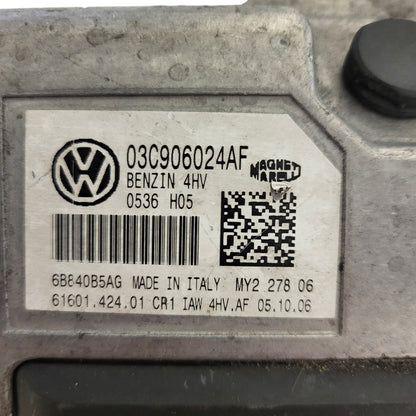 03C906024AF
MAGNETI
MARELLI
BENZIN 4HV
0536 H05
6B840B5AG MADE IN ITALY MY2 278 06
61601.424.01 CR1 IAW 4HV.AF 05.10.06